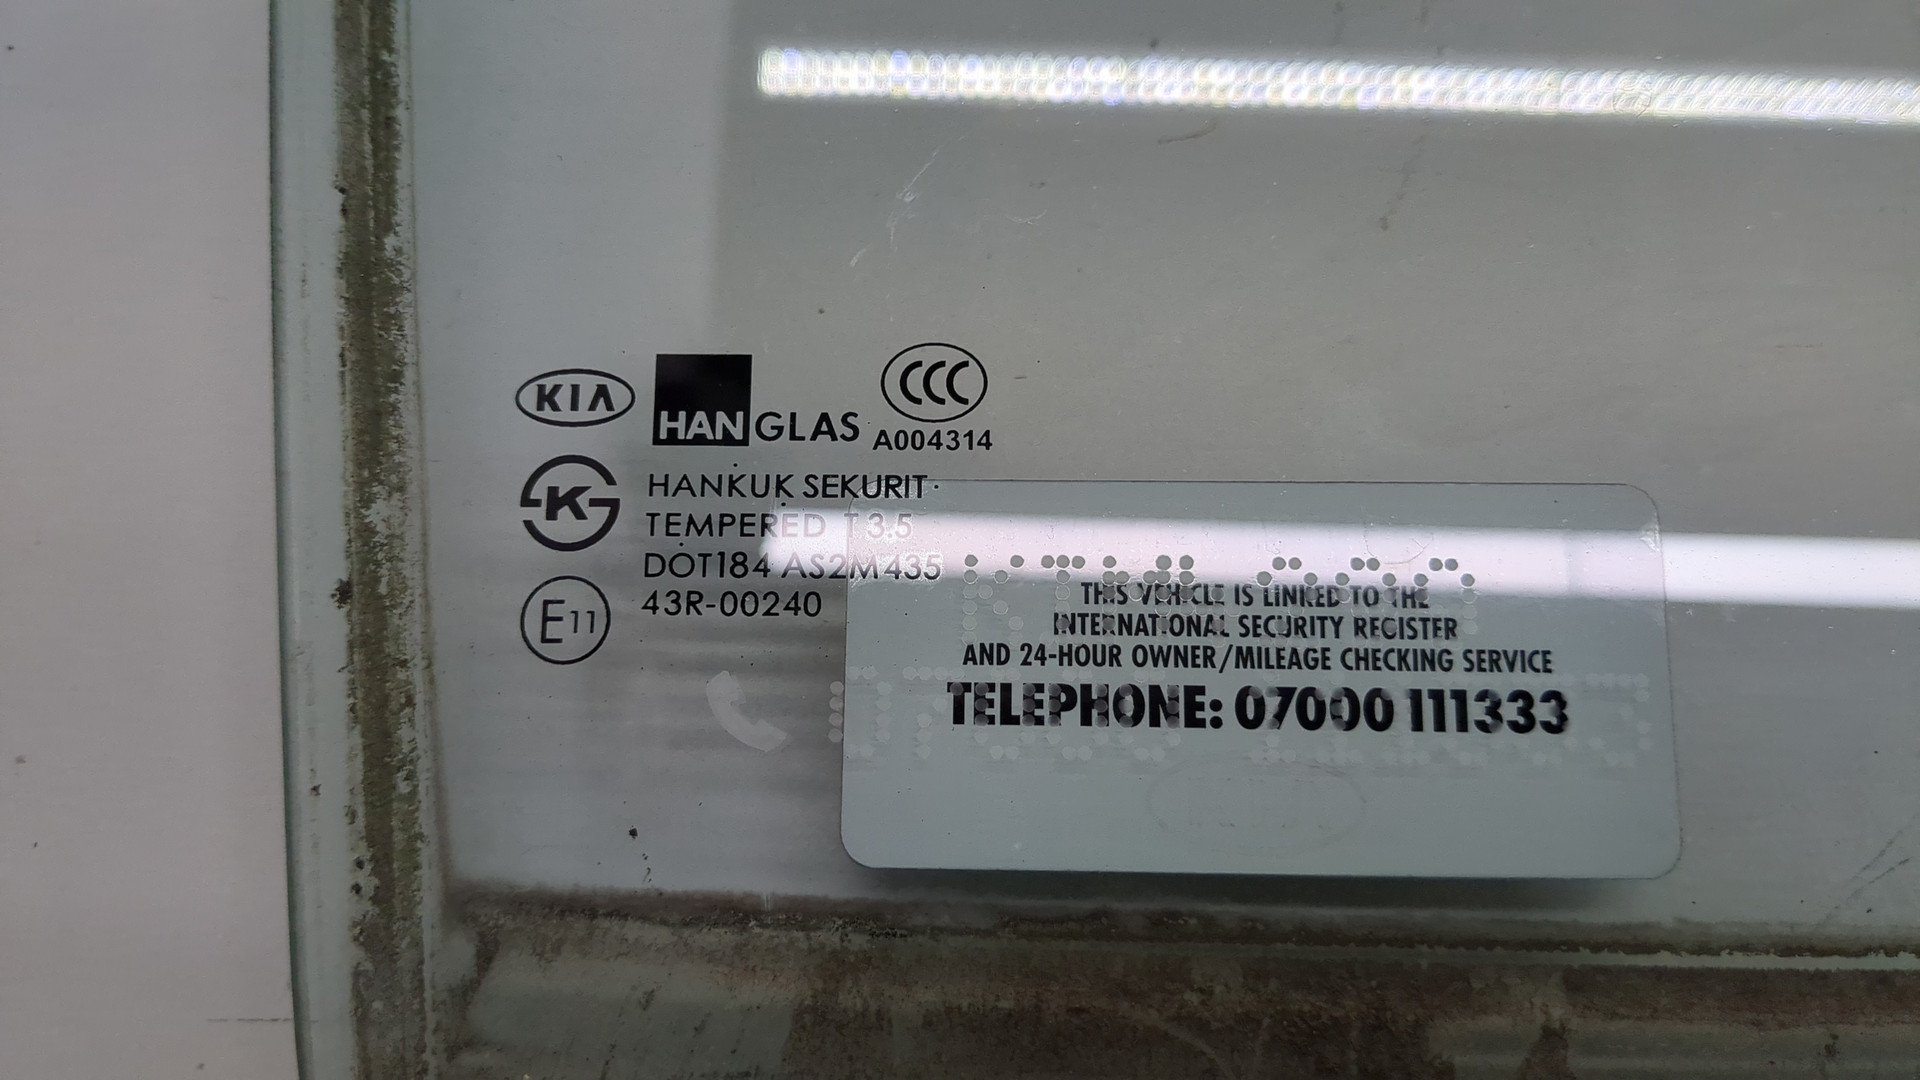 KIA
HANGLAS
CCC
A004314
K
HANKUK SEKURIT
TEMPERED T 3.5
DOT184 AS2M435
E11
43R-00240
THIS VEHICLE IS LINKED TO THE
INTERNATIONAL SECURITY REGISTER
AND 24-HOUR OWNER/MILEAGE CHECKING SERVICE
TELEPHONE: 07000 111333